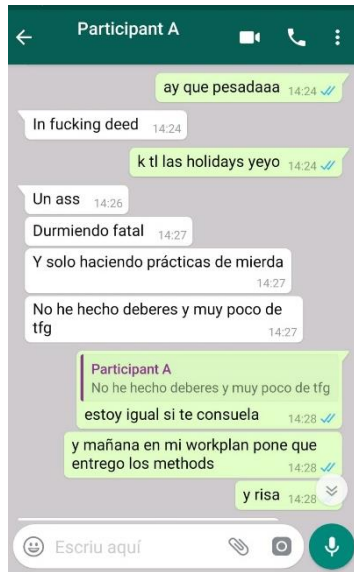 Participant A
ay que pesadaaa 14:24
In fucking deed 14:24
k tl las holidays yeyo 14:24
Un ass 14:26
Durmiendo fatal 14:27
Y solo haciendo prácticas de mierda
14:27
No he hecho deberes y muy poco de
tfg 14:27
Participant A
No he hecho deberes y muy poco de tfg
estoy igual si te consuela 14:28
y mañana en mi workplan pone que
entrego los methods 14:28
y risa 14:28
Escriu aquí